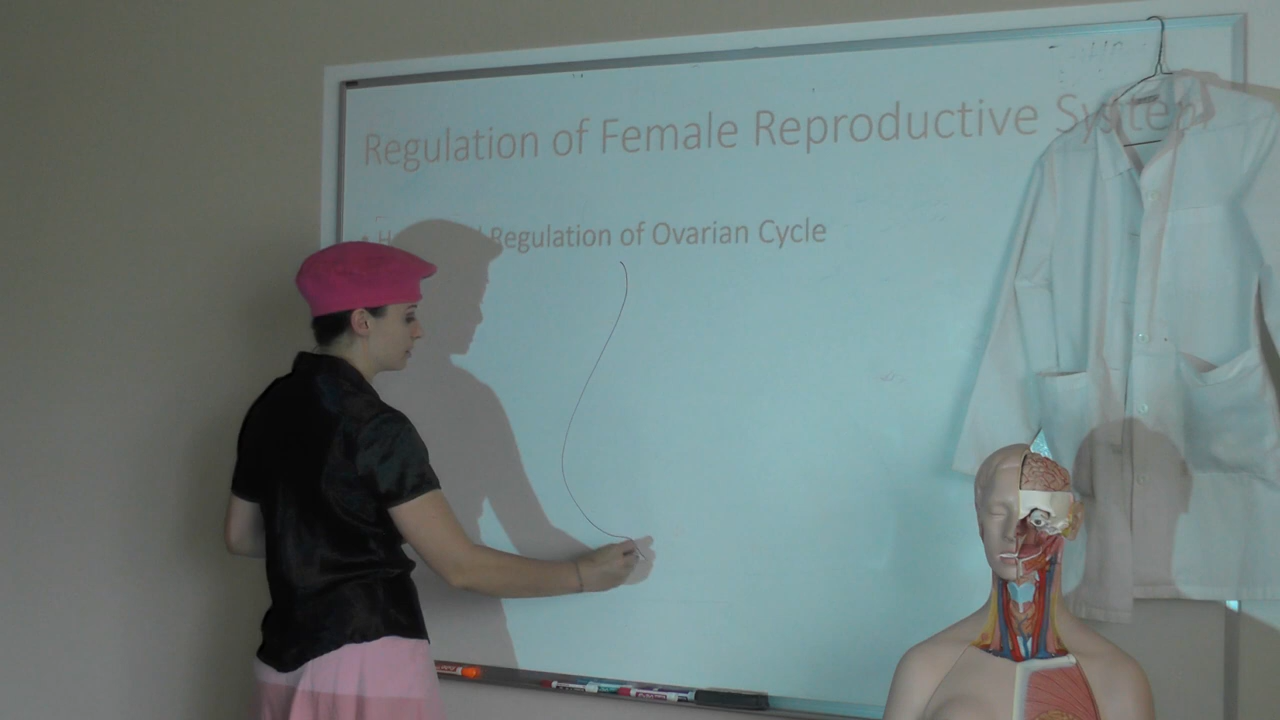 Regulation of Female Reproductive System
• H Regulation of Ovarian Cycle